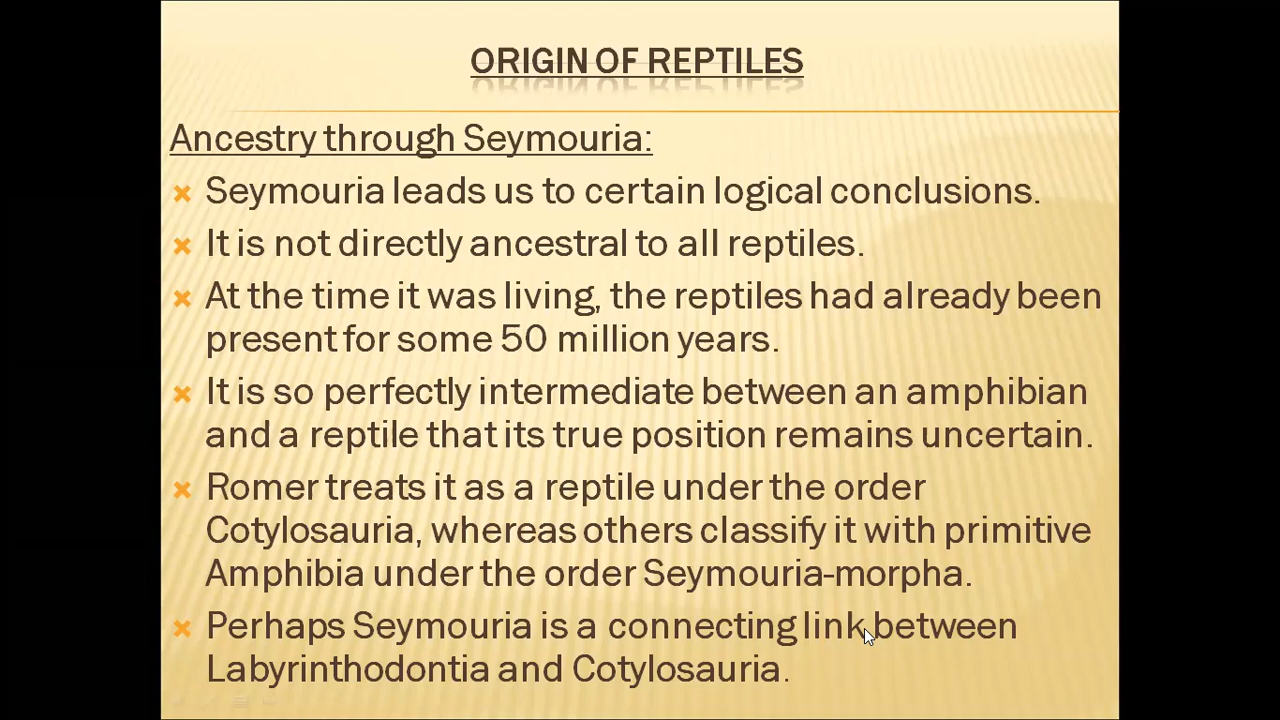 ORIGIN OF REPTILES
Ancestry through Seymouria:
Seymouria leads us to certain logical conclusions.
It is not directly ancestral to all reptiles.
At the time it was living, the reptiles had already been
present for some 50 million years.
It is so perfectly intermediate between an amphibian
and a reptile that its true position remains uncertain.
Romer treats it as a reptile under the order
Cotylosauria, whereas others classify it with primitive
Amphibia under the order Seymouria-morpha.
Perhaps Seymouria is a connecting link between
Labyrinthodontia and Cotylosauria.